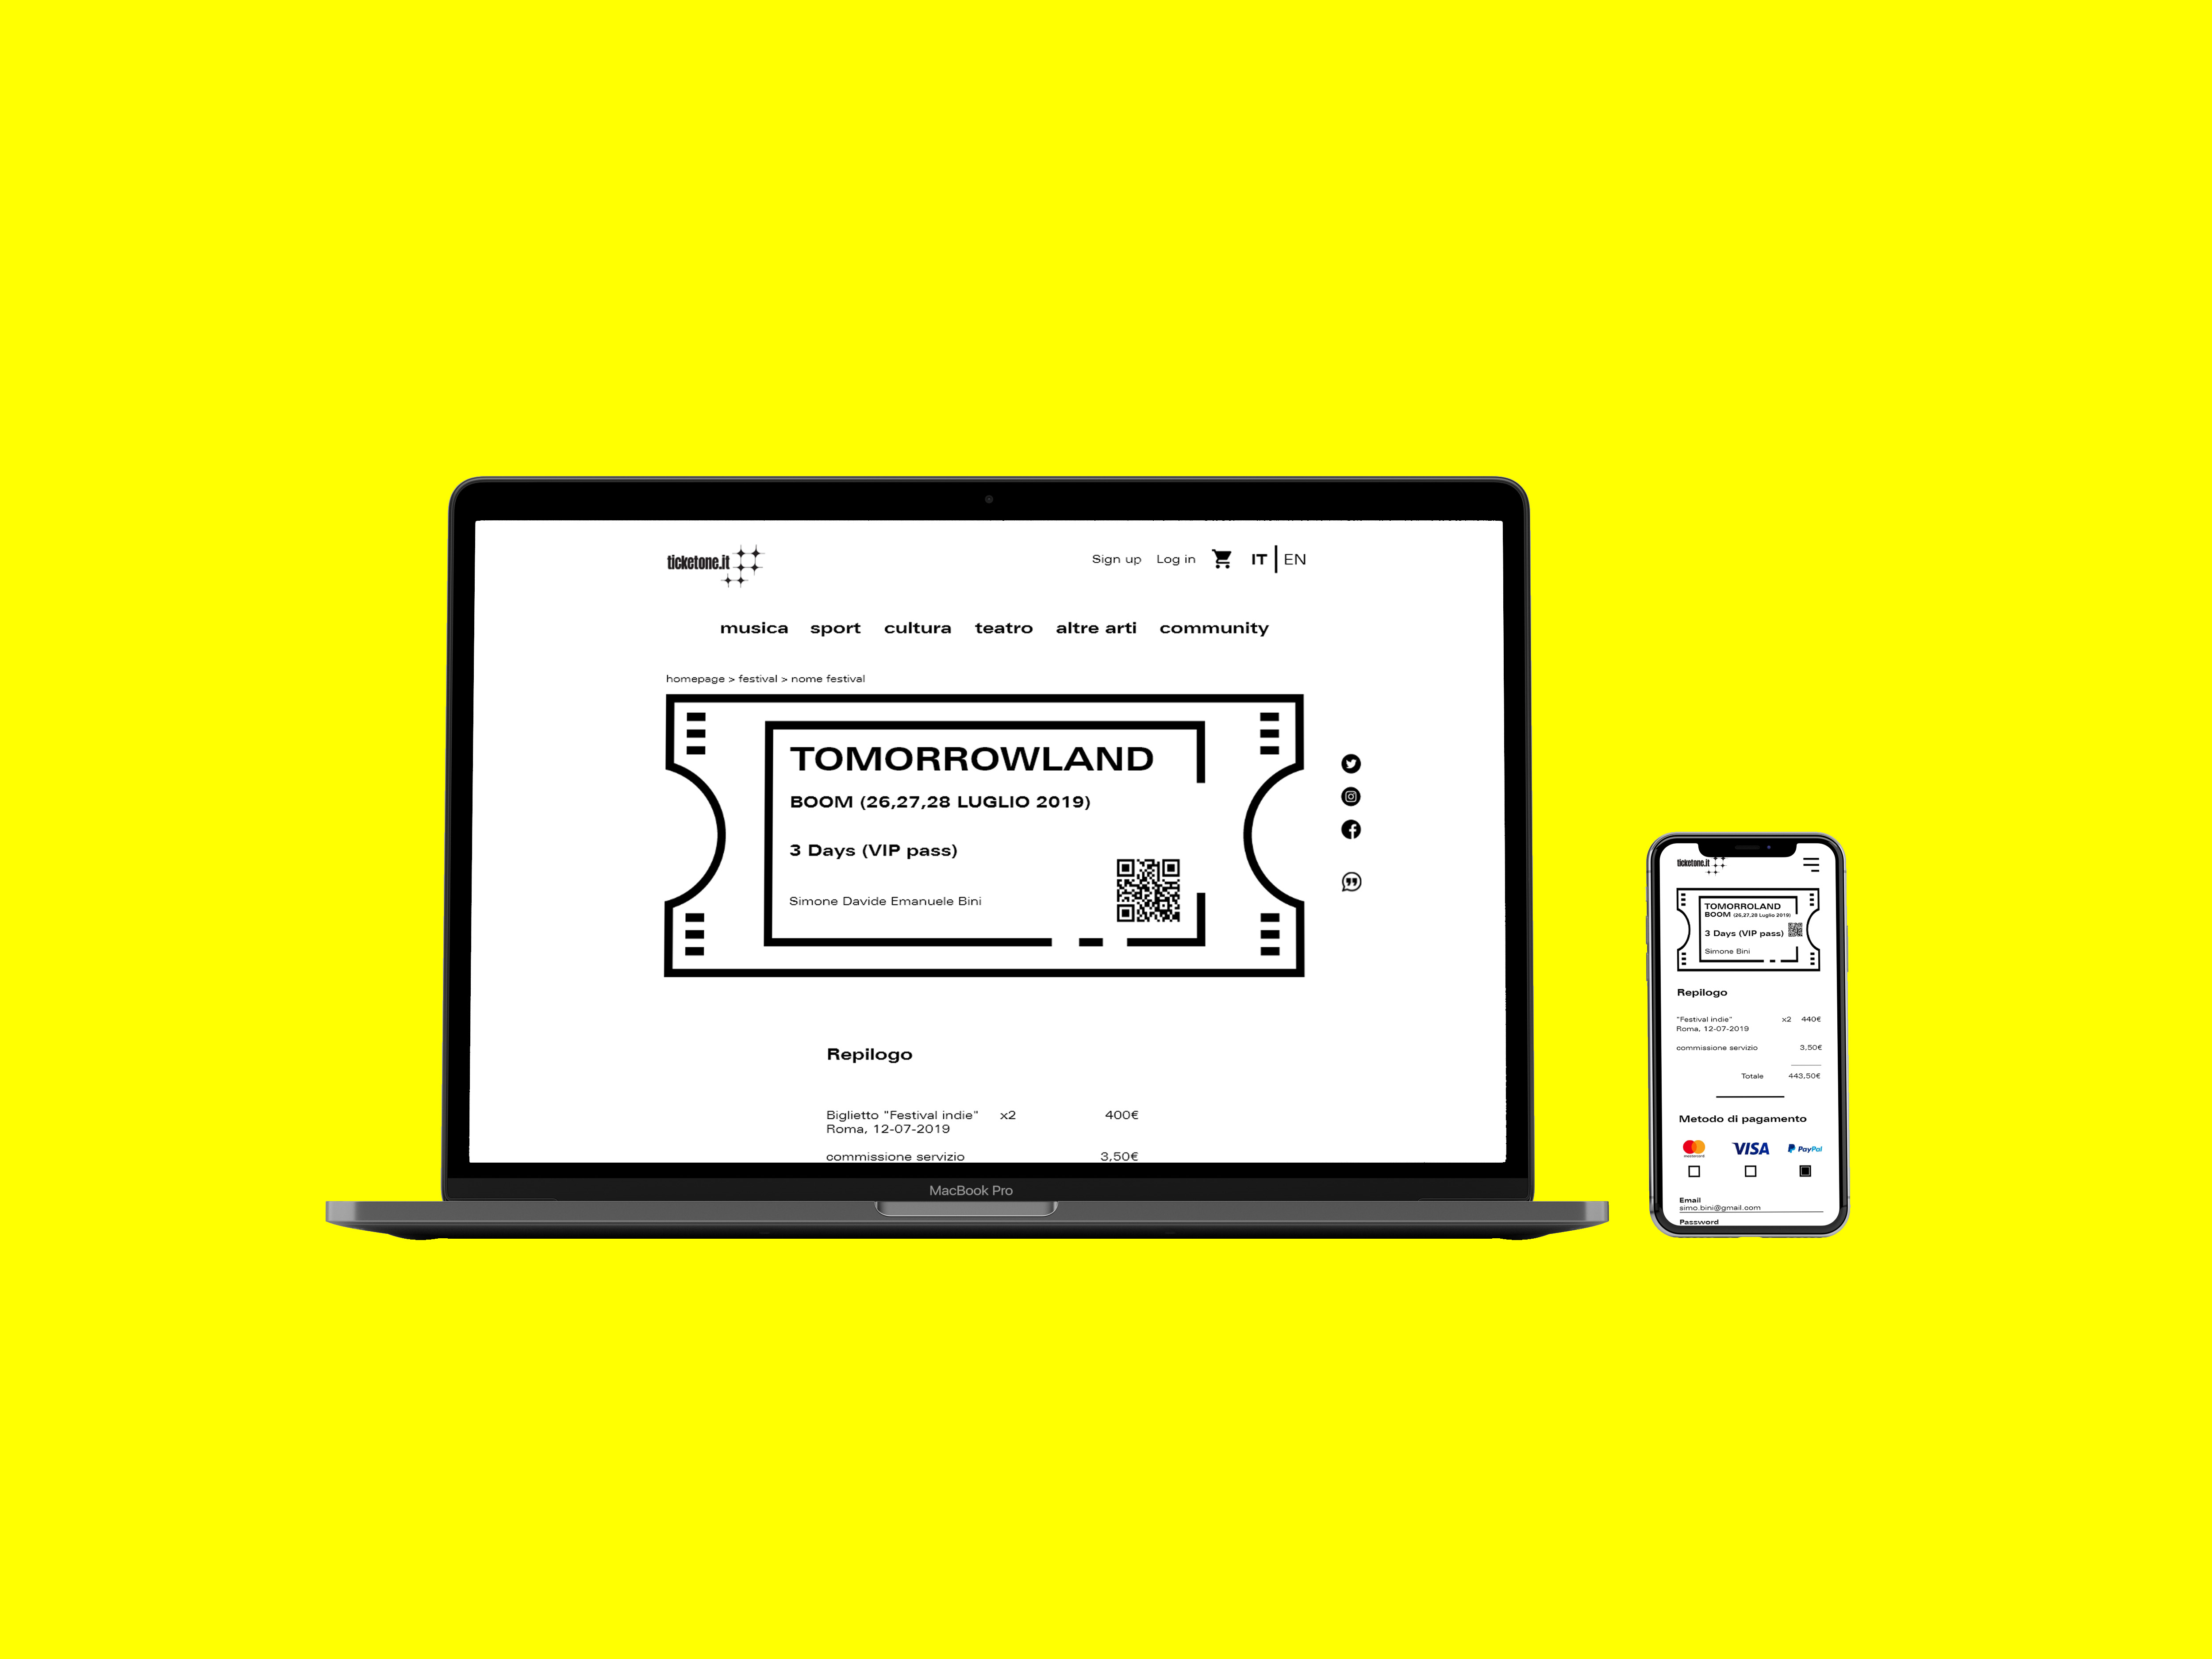 ticketone.it
Sign up Log in IT EN
musica sport cultura teatro altre arti community
homepage > festival > nome festival
TOMORROWLAND
BOOM (26,27,28 LUGLIO 2019)
3 Days (VIP pass)
Simone Davide Emanuele Bini
Repilogo
Biglietto "Festival indie" x2 400€
Roma, 12-07-2019
commissione servizio 3,50€
MacBook Pro
ticketone.it
TOMORROLAND
BOOM (26,27,28 Luglio 2019)
3 Days (VIP pass)
Simone Bini
Repilogo
"Festival indie" x2 440€
Roma, 12-07-2019
commissione servizio 3,50€
Totale 443,50€
Metodo di pagamento
mastercard VISA PayPal
Email
simo.bini@gmail.com
Password